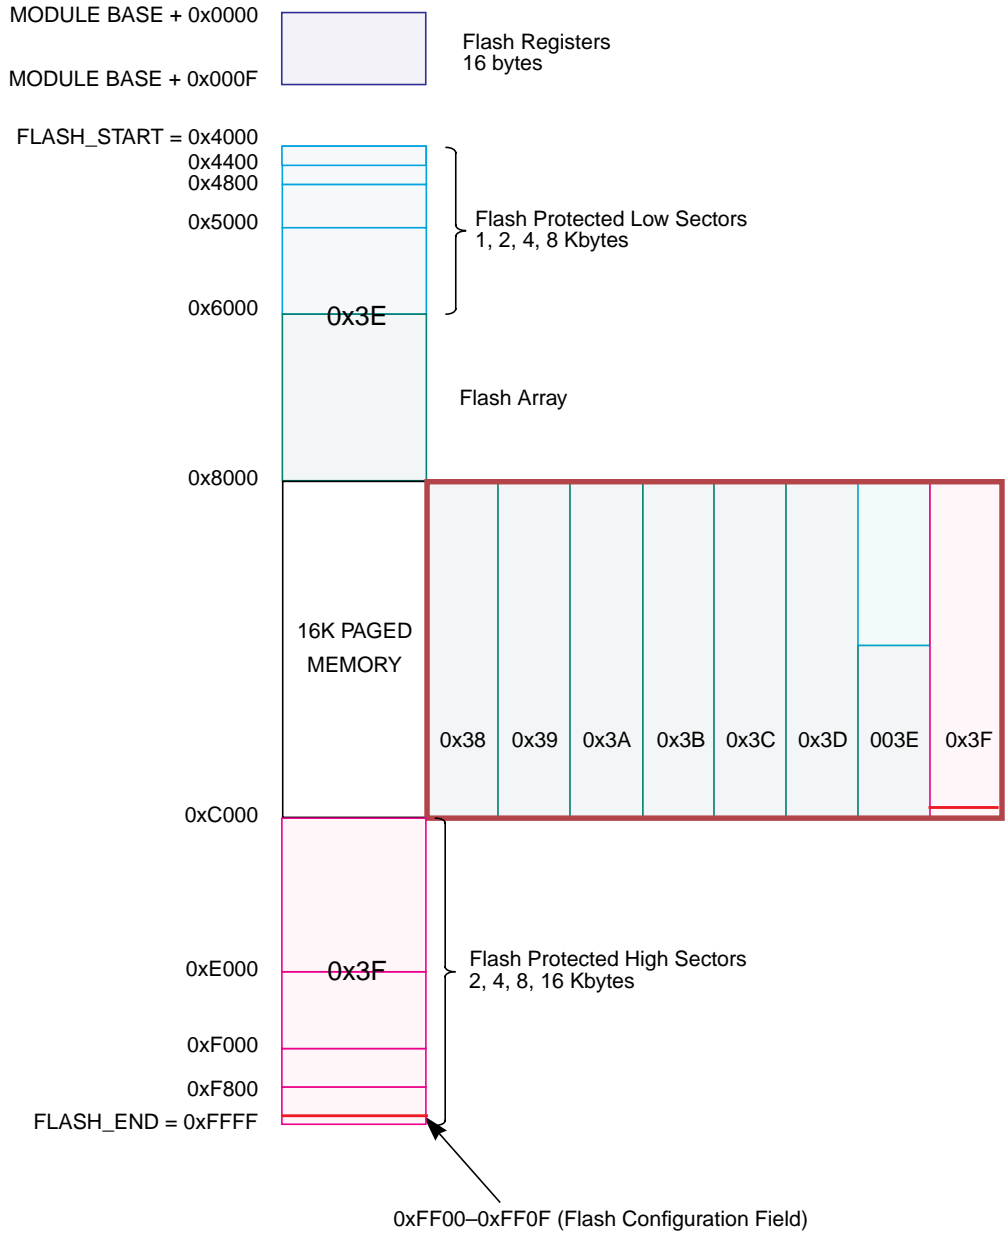 MODULE BASE + 0x0000
Flash Registers
16 bytes
MODULE BASE + 0x000F
FLASH_START = 0x4000
0x4400
0x4800
0x5000
Flash Protected Low Sectors
1, 2, 4, 8 Kbytes
0x6000
0x3E
Flash Array
0x8000
16K PAGED
MEMORY
0x38 0x39 0x3A 0x3B 0x3C 0x3D 003E 0x3F
0xC000
Flash Protected High Sectors
2, 4, 8, 16 Kbytes
0xE000
0x3F
0xF000
0xF800
FLASH_END = 0xFFFF
0xFF00–0xFF0F (Flash Configuration Field)